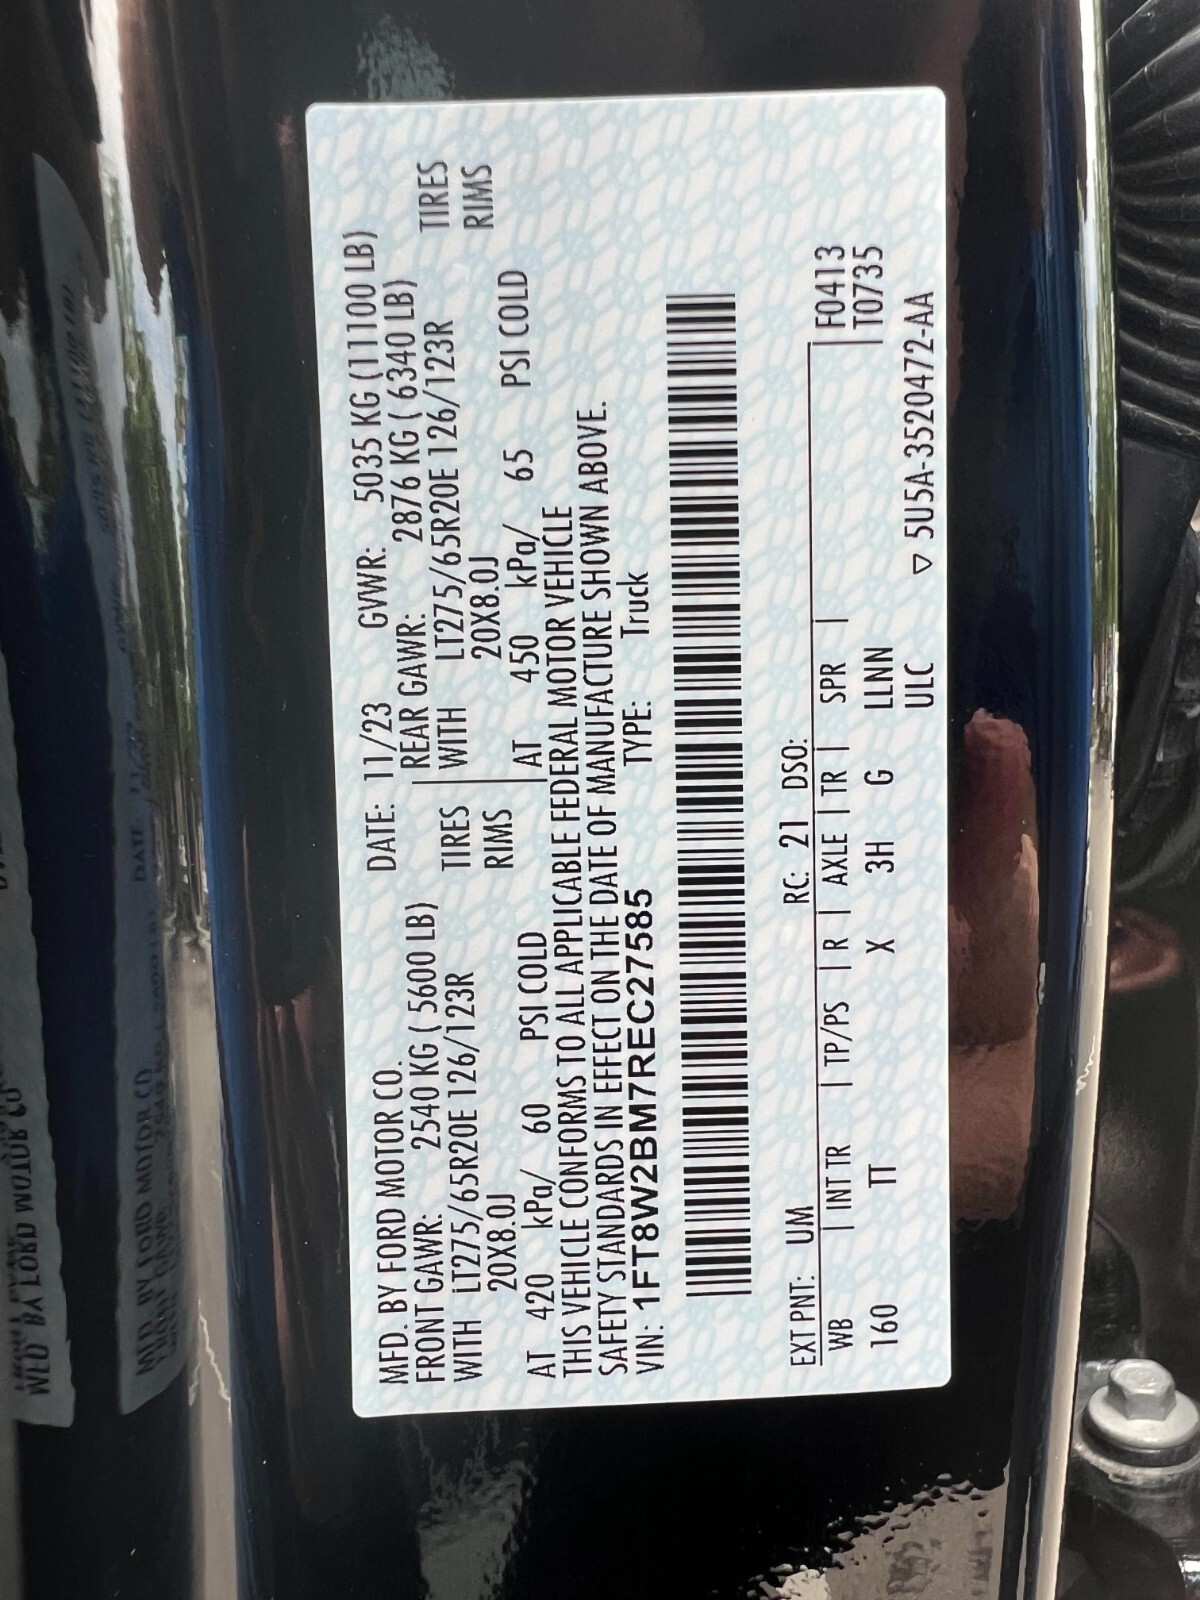 MFD. BY FORD MOTOR CO.
DATE: 11/23 GVWR: 5035 KG (11100 LB)
FRONT GAWR: 2540 KG ( 5600 LB)
REAR GAWR: 2876 KG ( 6340 LB)
WITH LT275/65R20E 126/123R TIRES
WITH LT275/65R20E 126/123R TIRES
20X8.0J RIMS
20X8.0J RIMS
AT 420 kPa/ 60 PSI COLD
AT 450 kPa/ 65 PSI COLD
THIS VEHICLE CONFORMS TO ALL APPLICABLE FEDERAL MOTOR VEHICLE
SAFETY STANDARDS IN EFFECT ON THE DATE OF MANUFACTURE SHOWN ABOVE.
VIN: 1FT8W2BM7REC27585 TYPE: Truck
EXT PNT: UM RC: 21 DSO:
WB | INT TR | TP/PS | R | AXLE | TR | SPR | F0413
160 TT X 3H G LLNN T0735
ULC ▽ 5U5A-3520472-AA